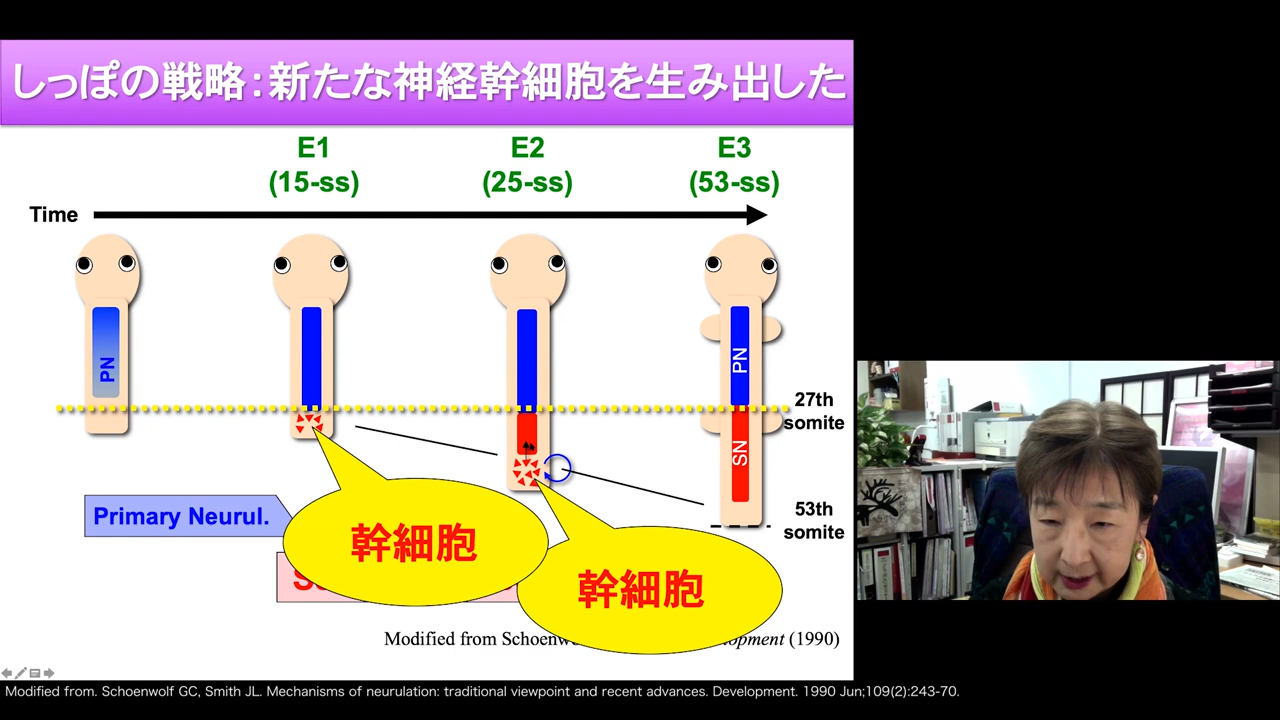 しっぽの戦略：新たな神経幹細胞を生み出した
E1
(15-ss)
E2
(25-ss)
E3
(53-ss)
Time
PN
PN
SN
27th
somite
53th
somite
Primary Neurul.
幹細胞
幹細胞
Modified from Schoenw
opment (1990)
Modified from. Schoenwolf GC, Smith JL. Mechanisms of neurulation: traditional viewpoint and recent advances. Development. 1990 Jun;109(2):243-70.